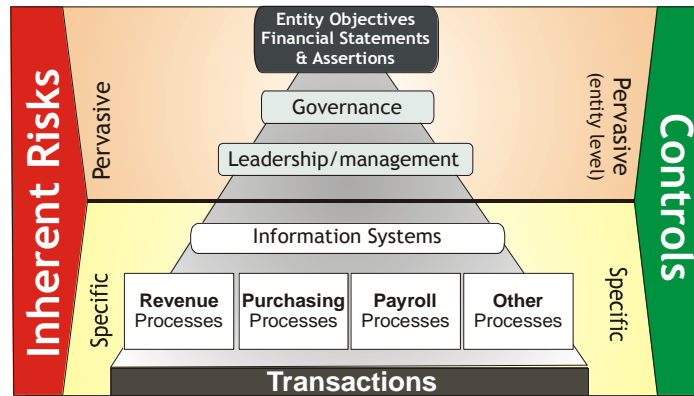 Entity Objectives
Financial Statements
& Assertions
Inherent Risks
Pervasive
Governance
Leadership/management
Pervasive
(entity level)
Controls
Specific
Information Systems
Specific
Revenue
Processes
Purchasing
Processes
Payroll
Processes
Other
Processes
Transactions